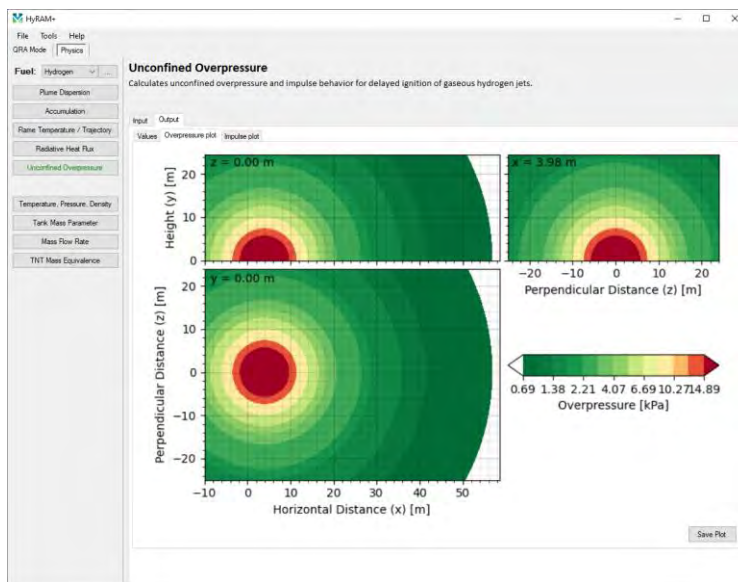 HyRAM+
File Tools Help
QRA Mode Physics
Fuel: Hydrogen ...
Plume Dispersion
Accumulation
Flame Temperature / Trajectory
Radiative Heat Flux
Unconfined Overpressure
Temperature, Pressure, Density
Tank Mass Parameter
Mass Flow Rate
TNT Mass Equivalence
Unconfined Overpressure
Calculates unconfined overpressure and impulse behavior for delayed ignition of gaseous hydrogen jets.
Input Output
Values Overpressure plot Impulse plot
z = 0.00 m
Height (y) [m]
20
10
0
x = 3.98 m
−20 −10 0 10 20
Perpendicular Distance (z) [m]
y = 0.00 m
Perpendicular Distance (z) [m]
20
10
0
−10
−20
−10 0 10 20 30 40 50
Horizontal Distance (x) [m]
0.69 1.38 2.21 4.07 6.69 10.27 14.89
Overpressure [kPa]
Save Plot